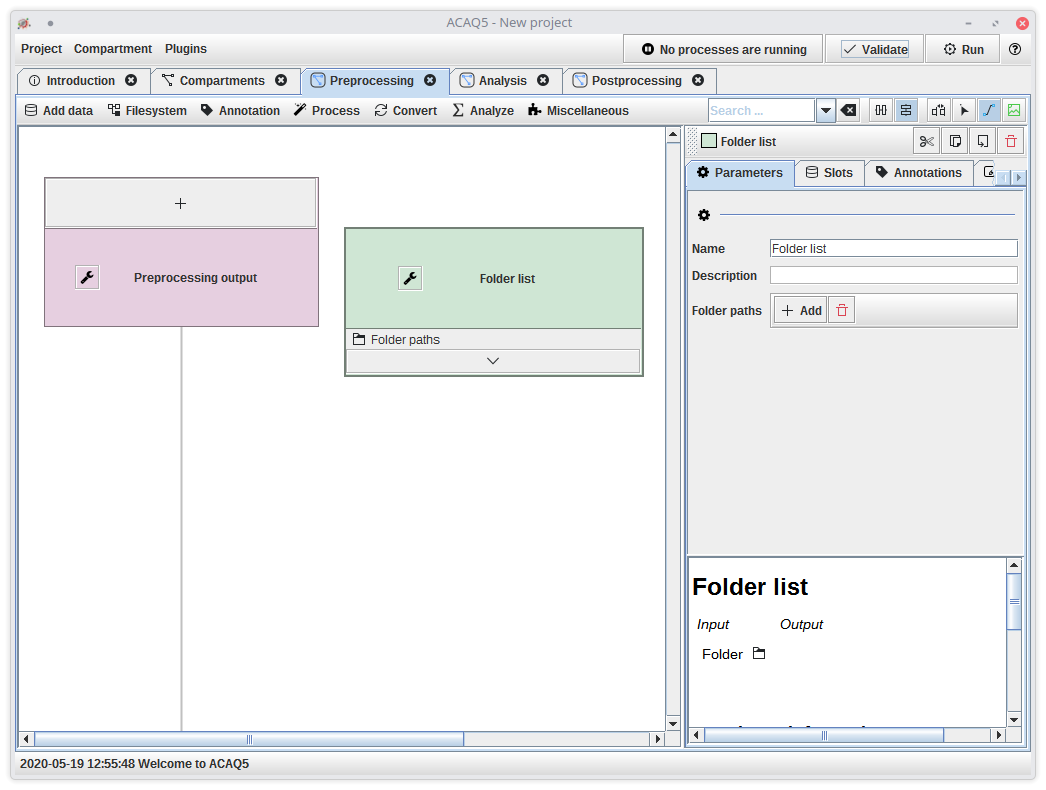 ACAQ5 - New project
Project Compartment Plugins No processes are running Validate Run
Introduction Compartments Preprocessing Analysis Postprocessing
Add data Filesystem Annotation Process Convert Analyze Miscellaneous Search ...
Folder list
Parameters Slots Annotations
+
Preprocessing output
Folder list
Folder paths
Name Folder list
Description
Folder paths + Add
Folder list
Input Output
Folder
2020-05-19 12:55:48 Welcome to ACAQ5